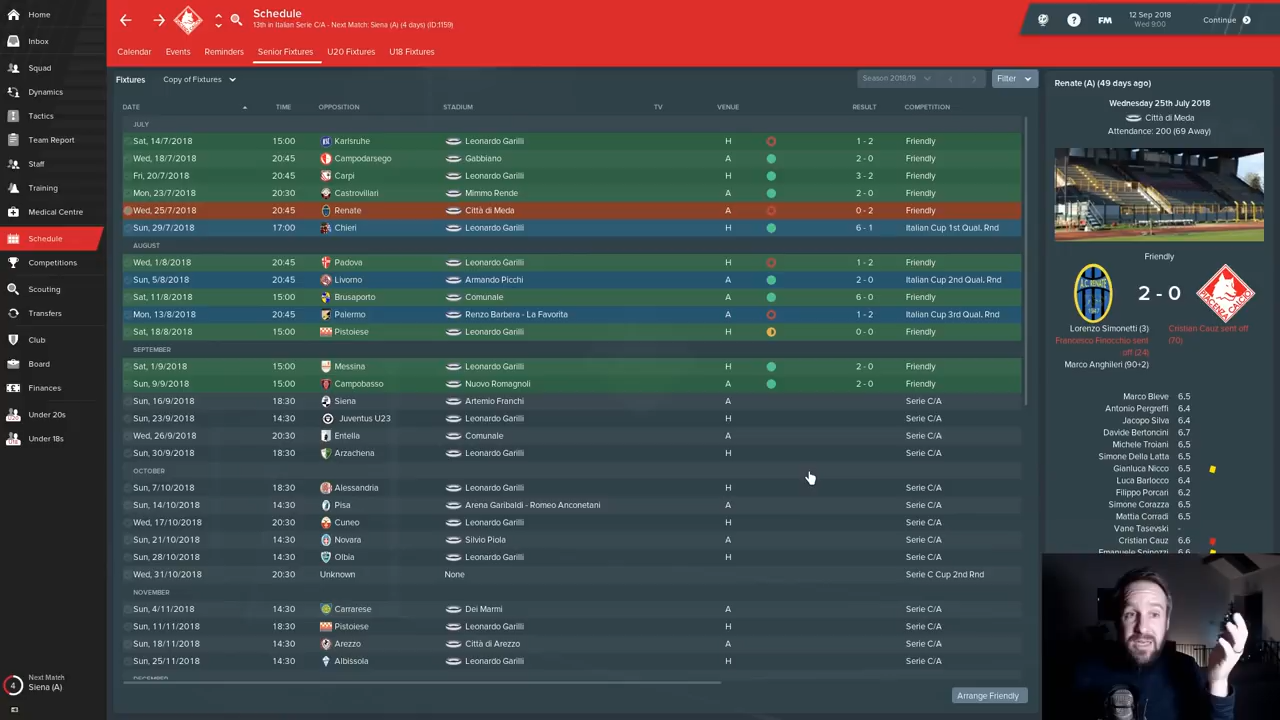 Home
Inbox
Squad
Dynamics
Tactics
Team Report
Staff
Training
Medical Centre
Schedule
Competitions
Scouting
Transfers
Club
Board
Finances
Under 20s
Under 18s
4 Next Match
Siena (A)
Schedule
13th in Italian Serie C/A - Next Match: Siena (A) (4 days) (ID:1159)
? FM 12 Sep 2018
Wed 9:00
Continue
Calendar Events Reminders Senior Fixtures U20 Fixtures U18 Fixtures
Fixtures Copy of Fixtures Season 2018/19 Filter
DATE TIME OPPOSITION STADIUM TV VENUE RESULT COMPETITION
JULY
Sat, 14/7/2018 15:00 Karlsruhe Leonardo Garilli H 1 - 2 Friendly
Wed, 18/7/2018 20:45 Campodarsego Gabbiano A 2 - 0 Friendly
Fri, 20/7/2018 20:45 Carpi Leonardo Garilli H 3 - 2 Friendly
Mon, 23/7/2018 20:30 Castrovillari Mimmo Rende A 2 - 0 Friendly
Wed, 25/7/2018 20:45 Renate Città di Meda A 0 - 2 Friendly
Sun, 29/7/2018 17:00 Chieri Leonardo Garilli H 6 - 1 Italian Cup 1st Qual. Rnd
AUGUST
Wed, 1/8/2018 20:45 Padova Leonardo Garilli H 1 - 2 Friendly
Sun, 5/8/2018 20:45 Livorno Armando Picchi A 2 - 0 Italian Cup 2nd Qual. Rnd
Sat, 11/8/2018 15:00 Brusaporto Comunale A 6 - 0 Friendly
Mon, 13/8/2018 20:45 Palermo Renzo Barbera - La Favorita A 1 - 2 Italian Cup 3rd Qual. Rnd
Sat, 18/8/2018 15:00 Pistoiese Leonardo Garilli H 0 - 0 Friendly
SEPTEMBER
Sat, 1/9/2018 15:00 Messina Leonardo Garilli H 2 - 0 Friendly
Sun, 9/9/2018 15:00 Campobasso Nuovo Romagnoli A 2 - 0 Friendly
Sun, 16/9/2018 18:30 Siena Artemio Franchi A Serie C/A
Sun, 23/9/2018 14:30 Juventus U23 Leonardo Garilli H Serie C/A
Wed, 26/9/2018 20:30 Entella Comunale A Serie C/A
Sun, 30/9/2018 18:30 Arzachena Leonardo Garilli H Serie C/A
OCTOBER
Sun, 7/10/2018 18:30 Alessandria Leonardo Garilli H Serie C/A
Sun, 14/10/2018 14:30 Pisa Arena Garibaldi - Romeo Anconetani A Serie C/A
Wed, 17/10/2018 20:30 Cuneo Leonardo Garilli H Serie C/A
Sun, 21/10/2018 14:30 Novara Silvio Piola A Serie C/A
Sun, 28/10/2018 14:30 Olbia Leonardo Garilli H Serie C/A
Wed, 31/10/2018 20:30 Unknown None Serie C Cup 2nd Rnd
NOVEMBER
Sun, 4/11/2018 14:30 Carrarese Dei Marmi A Serie C/A
Sun, 11/11/2018 18:30 Pistoiese Leonardo Garilli H Serie C/A
Sun, 18/11/2018 14:30 Arezzo Città di Arezzo A Serie C/A
Sun, 25/11/2018 14:30 Albissola Leonardo Garilli H Serie C/A
DECEMBER
Arrange Friendly
Renate (A) (49 days ago)
Wednesday 25th July 2018
Città di Meda
Attendance: 200 (69 Away)
Friendly
A.C. RENATE
PIACENZA CALCIO
2 - 0
Lorenzo Simonetti (3)
Francesco Finocchio sent
off (24)
Marco Anghileri (90+2)
Cristian Cauz sent off
(70)
Marco Bleve 6.5
Antonio Pergreffi 6.4
Jacopo Silva 6.4
Davide Bertoncini 6.7
Michele Troiani 6.5
Simone Della Latta 6.5
Gianluca Nicco 6.5
Luca Barlocco 6.4
Filippo Porcari 6.2
Simone Corazza 6.5
Mattia Corradi 6.5
Vane Tasevski -
Cristian Cauz 6.6
Emanuele Spinozzi 6.6